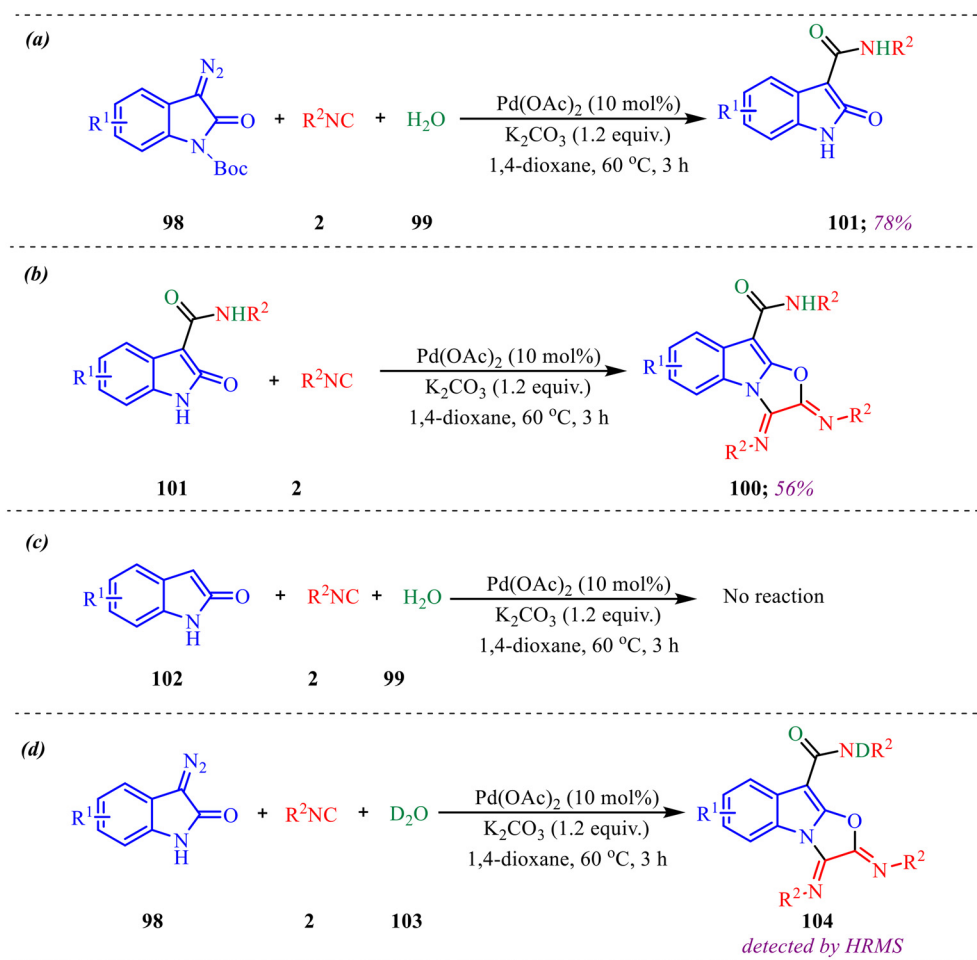 (a)
N₂
R¹
O
N
Boc
+ R²NC + H₂O
Pd(OAc)₂ (10 mol%)
K₂CO₃ (1.2 equiv.)
1,4-dioxane, 60 °C, 3 h
O
NHR²
R¹
O
N
H
98 2 99 101; 78%
(b)
O
NHR²
R¹
O
N
H
+ R²NC
Pd(OAc)₂ (10 mol%)
K₂CO₃ (1.2 equiv.)
1,4-dioxane, 60 °C, 3 h
O
NHR²
R¹
O
N
N R²
R² N
101 2 100; 56%
(c)
R¹
O
N
H
+ R²NC + H₂O
Pd(OAc)₂ (10 mol%)
K₂CO₃ (1.2 equiv.)
1,4-dioxane, 60 °C, 3 h
No reaction
102 2 99
(d)
N₂
R¹
O
N
H
+ R²NC + D₂O
Pd(OAc)₂ (10 mol%)
K₂CO₃ (1.2 equiv.)
1,4-dioxane, 60 °C, 3 h
O
NDR²
R¹
O
N
N R²
R² N
98 2 103 104
detected by HRMS